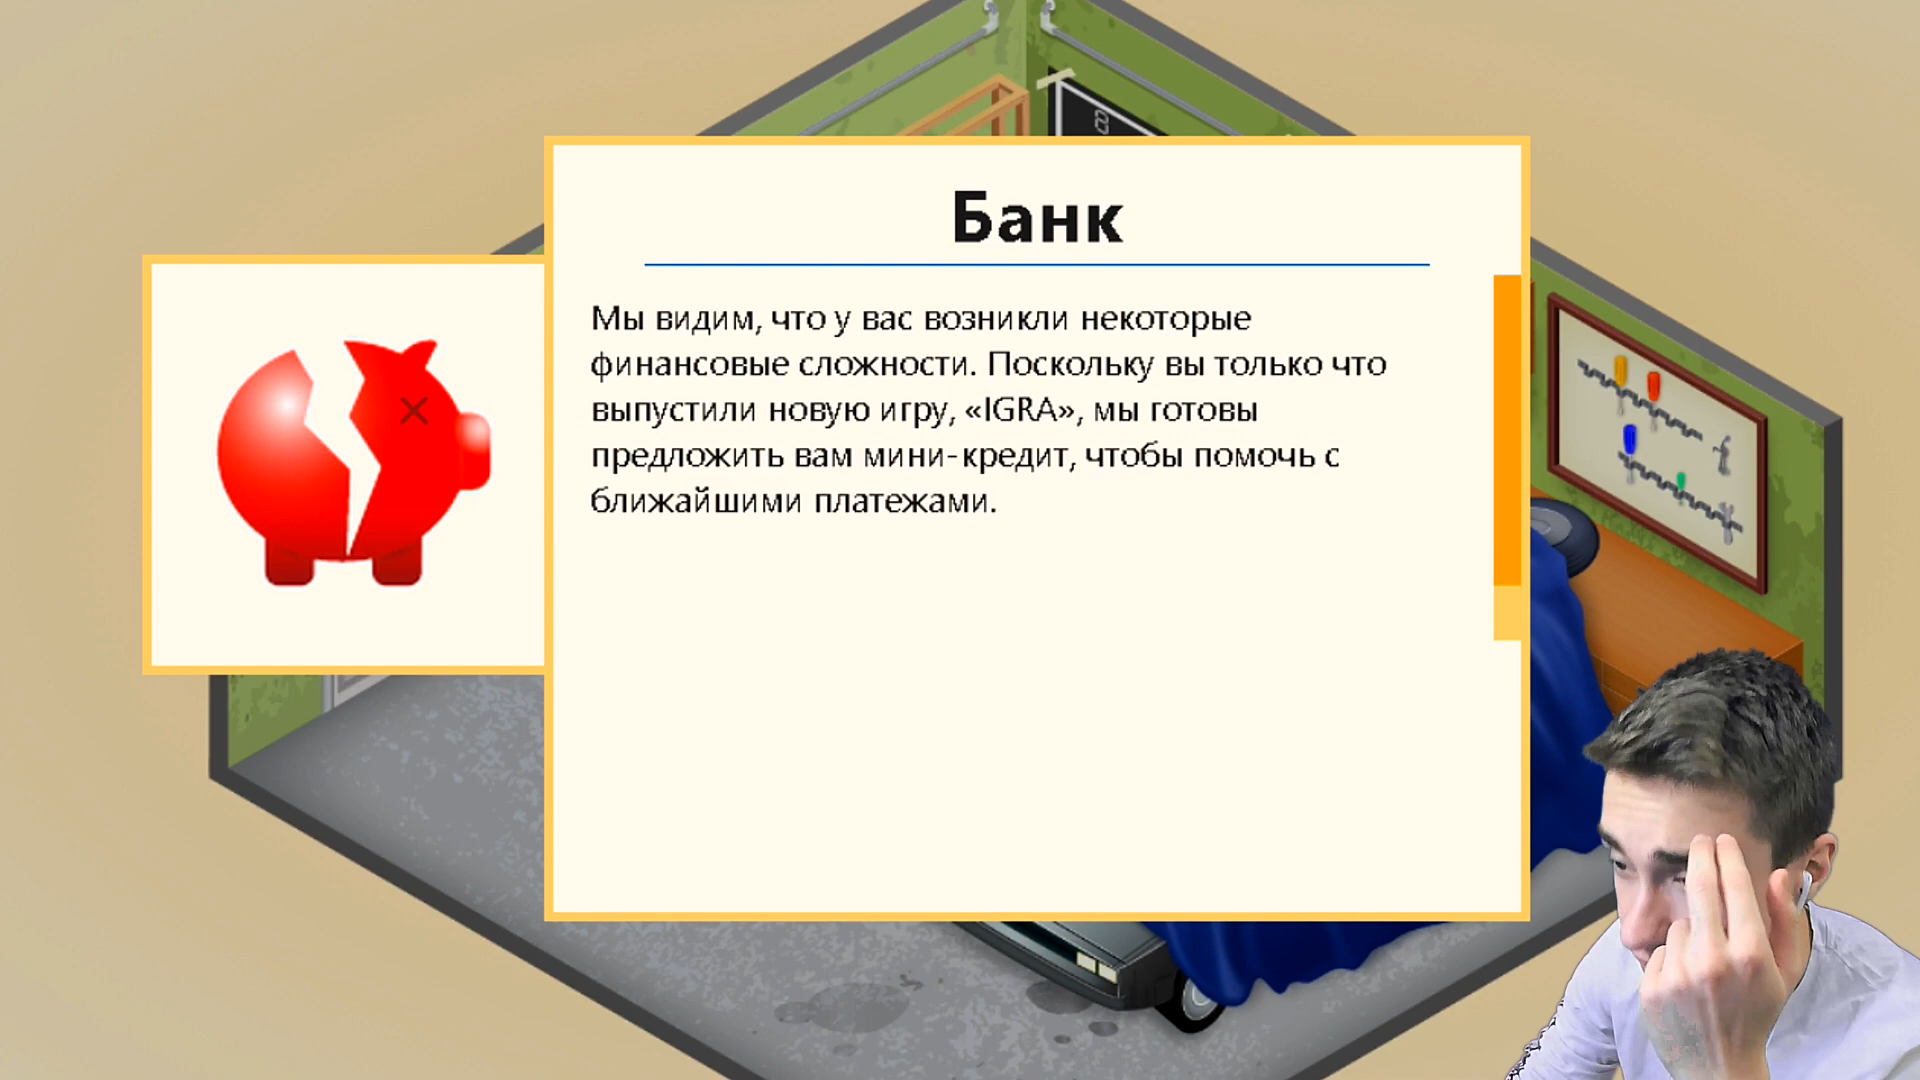 Банк
Мы видим, что у вас возникли некоторые
финансовые сложности. Поскольку вы только что
выпустили новую игру, «IGRA», мы готовы
предложить вам мини-кредит, чтобы помочь с
ближайшими платежами.